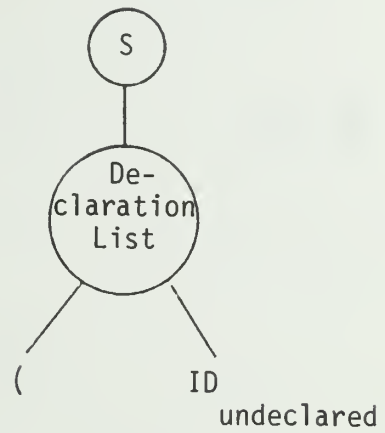 S
De-
claration
List
( ID
undeclared